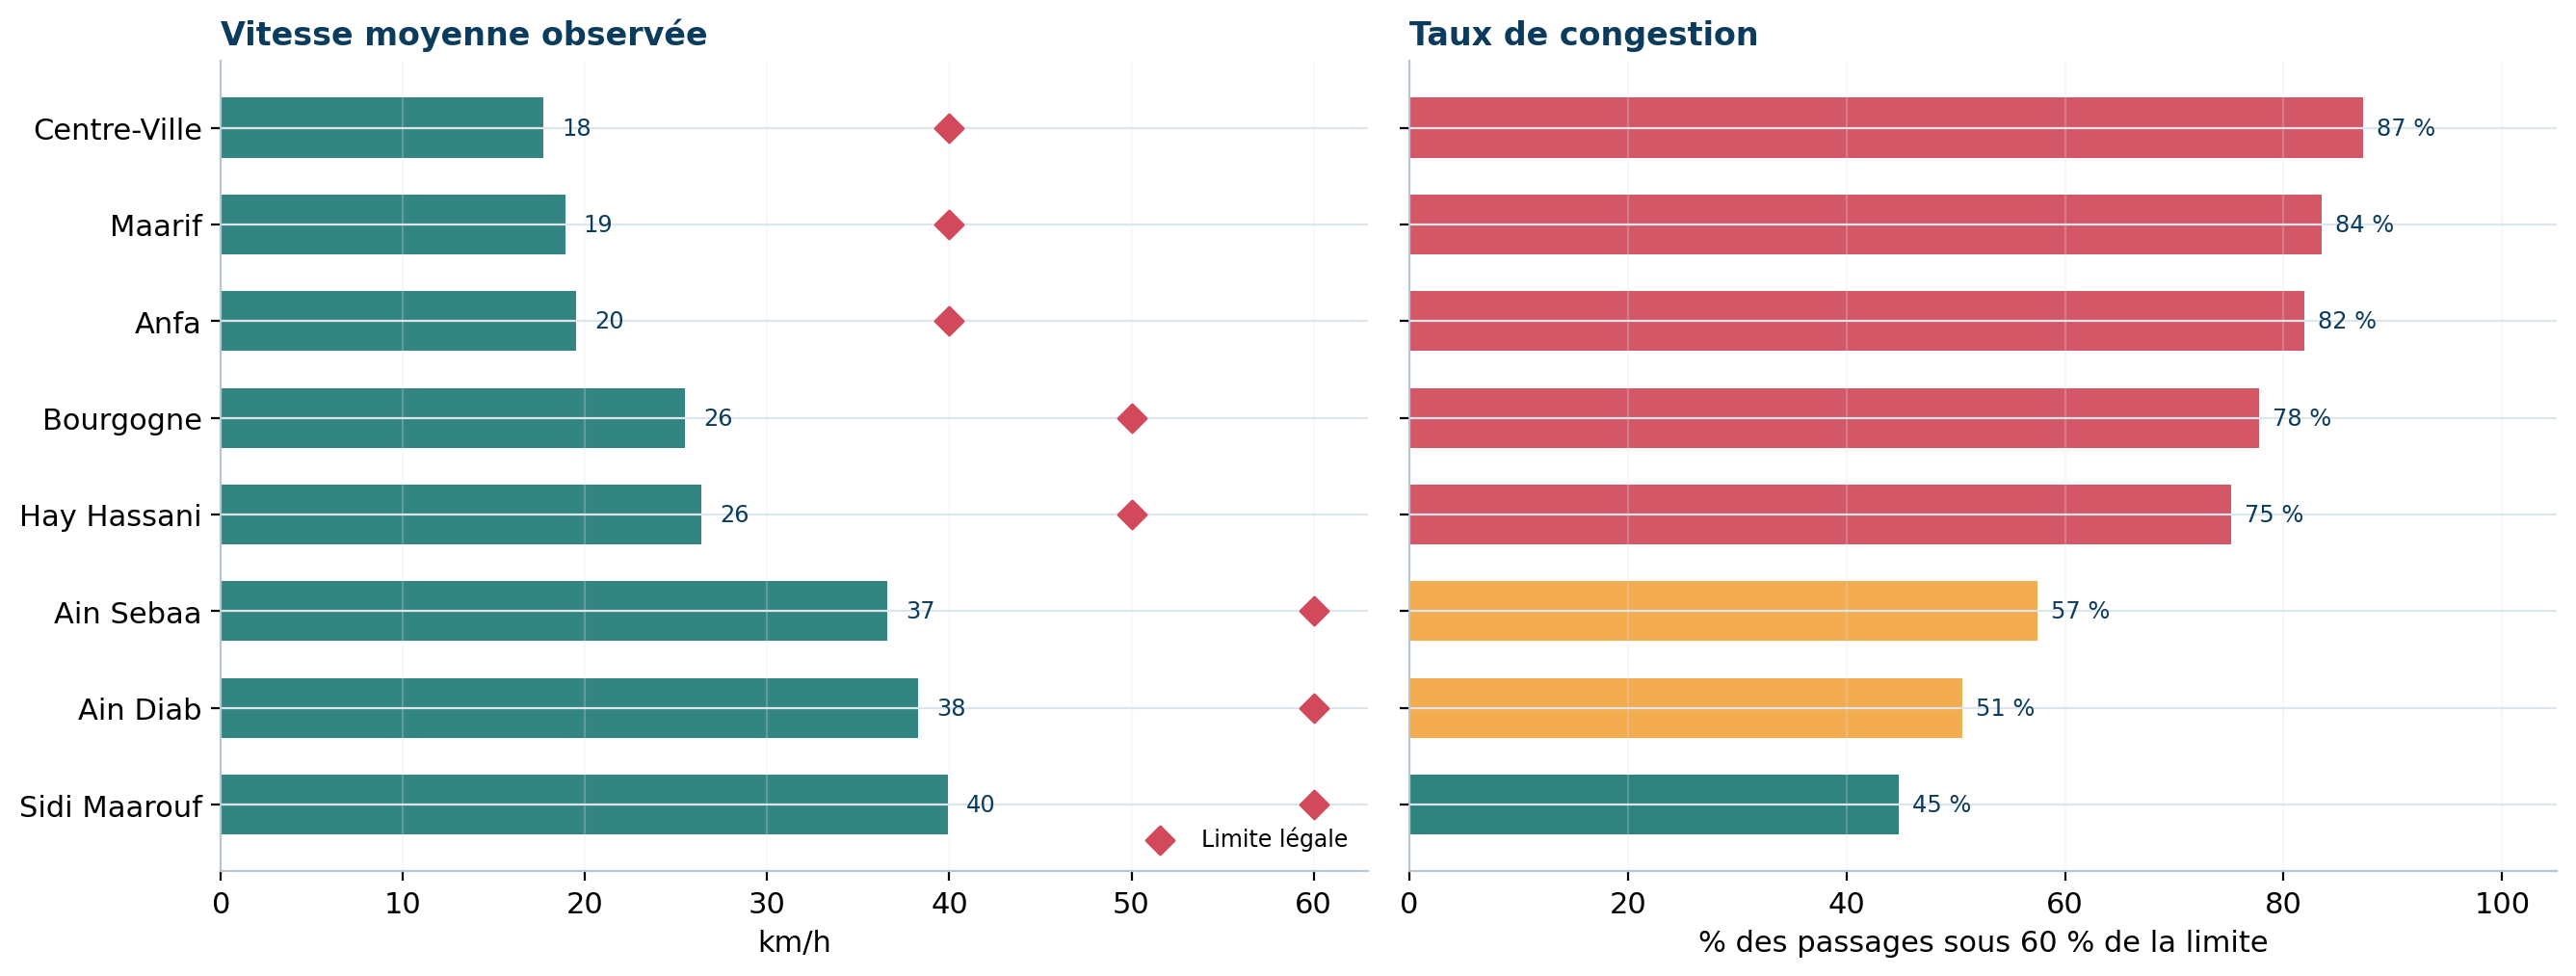 Vitesse moyenne observée
Centre-Ville
18
Maarif
19
Anfa
20
Bourgogne
26
Hay Hassani
26
Ain Sebaa
37
Ain Diab
38
Sidi Maarouf
40
Limite légale
0 10 20 30 40 50 60
km/h
Taux de congestion
87 %
84 %
82 %
78 %
75 %
57 %
51 %
45 %
0 20 40 60 80 100
% des passages sous 60 % de la limite